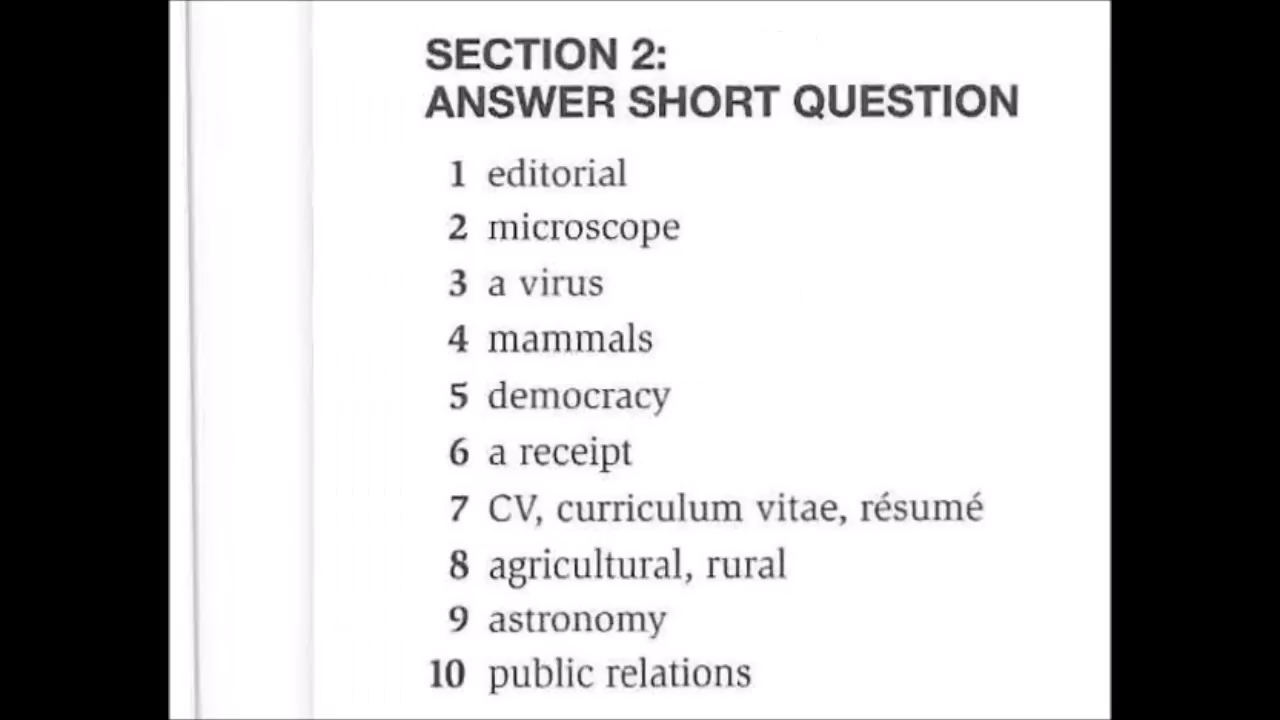 SECTION 2:
ANSWER SHORT QUESTION
1 editorial
2 microscope
3 a virus
4 mammals
5 democracy
6 a receipt
7 CV, curriculum vitae, résumé
8 agricultural, rural
9 astronomy
10 public relations